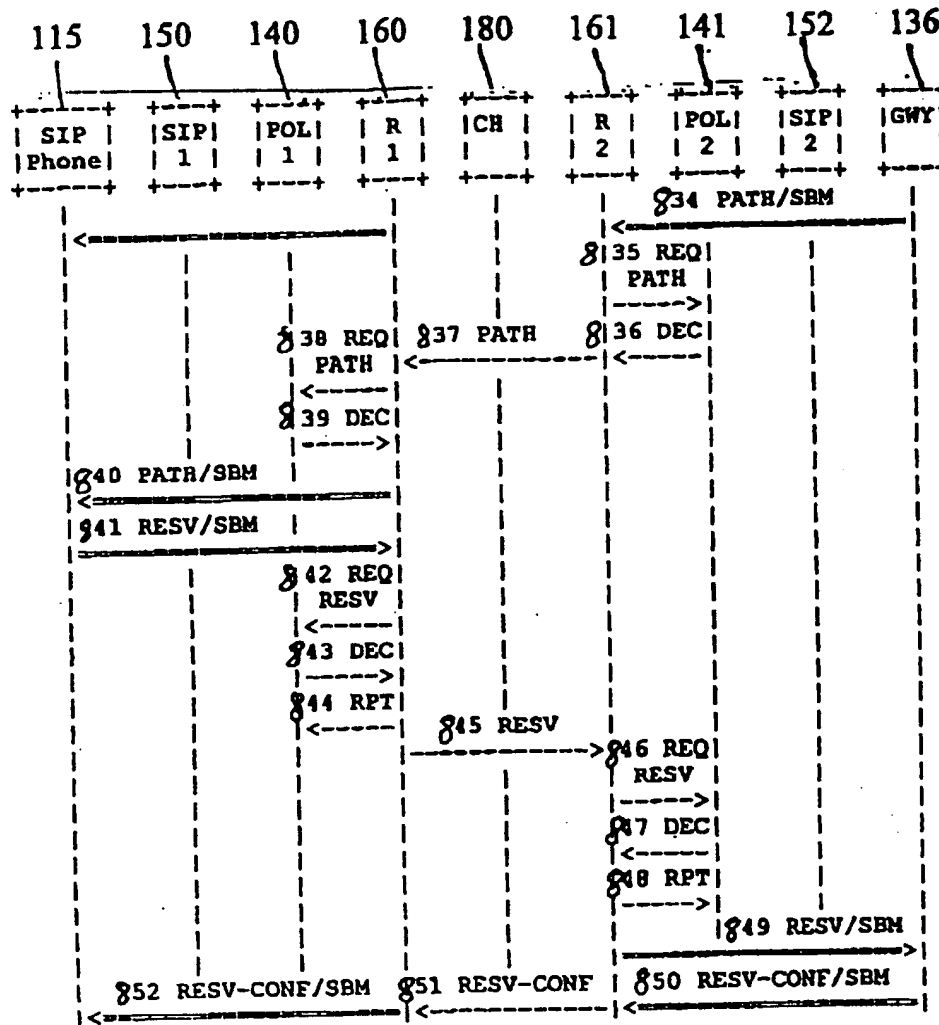 115 150 140 160 180 161 141 152 136
SIP Phone SIP 1 POL 1 R 1 CH R 2 POL 2 SIP 2 GWY
834 PATH/SBM
835 REQ
PATH
838 REQ 837 PATH 836 DEC
PATH
839 DEC
840 PATH/SBM
841 RESV/SBM
842 REQ
RESV
843 DEC
844 RPT
845 RESV
846 REQ
RESV
847 DEC
848 RPT
849 RESV/SBM
852 RESV-CONF/SBM 851 RESV-CONF 850 RESV-CONF/SBM